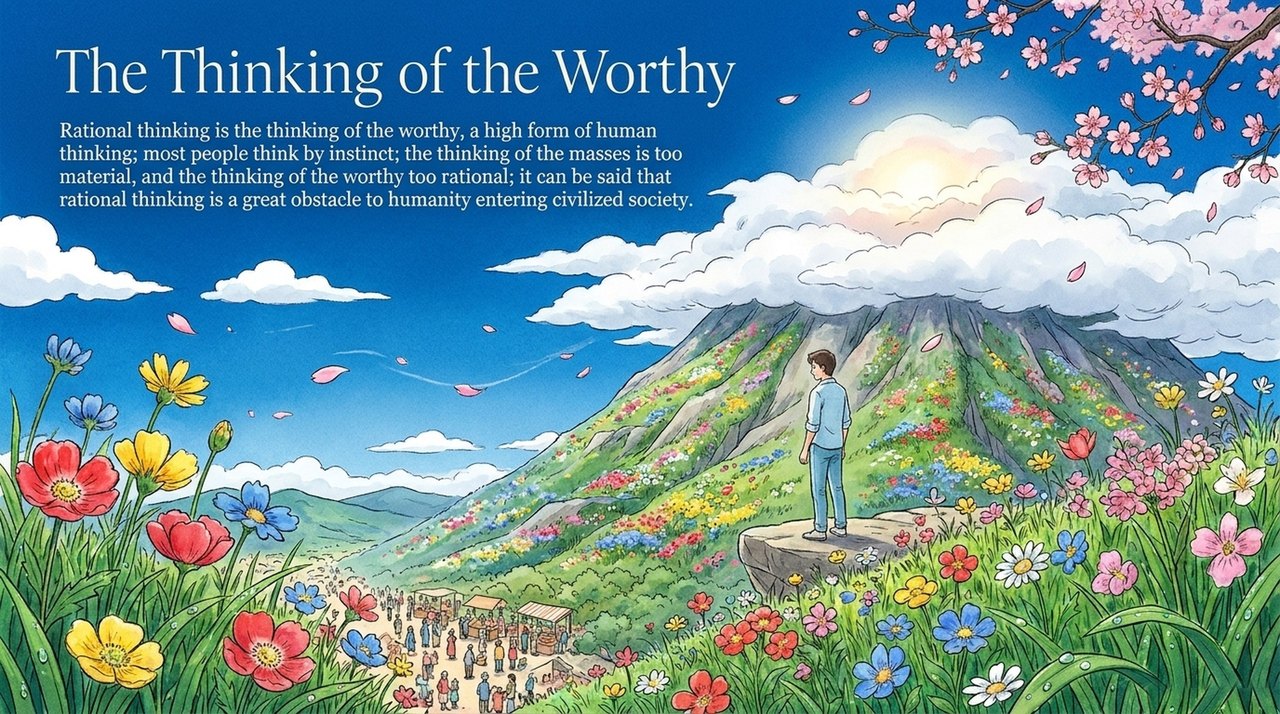 The Thinking of the Worthy
Rational thinking is the thinking of the worthy, a high form of human
thinking; most people think by instinct; the thinking of the masses is too
material, and the thinking of the worthy too rational; it can be said that
rational thinking is a great obstacle to humanity entering civilized society.